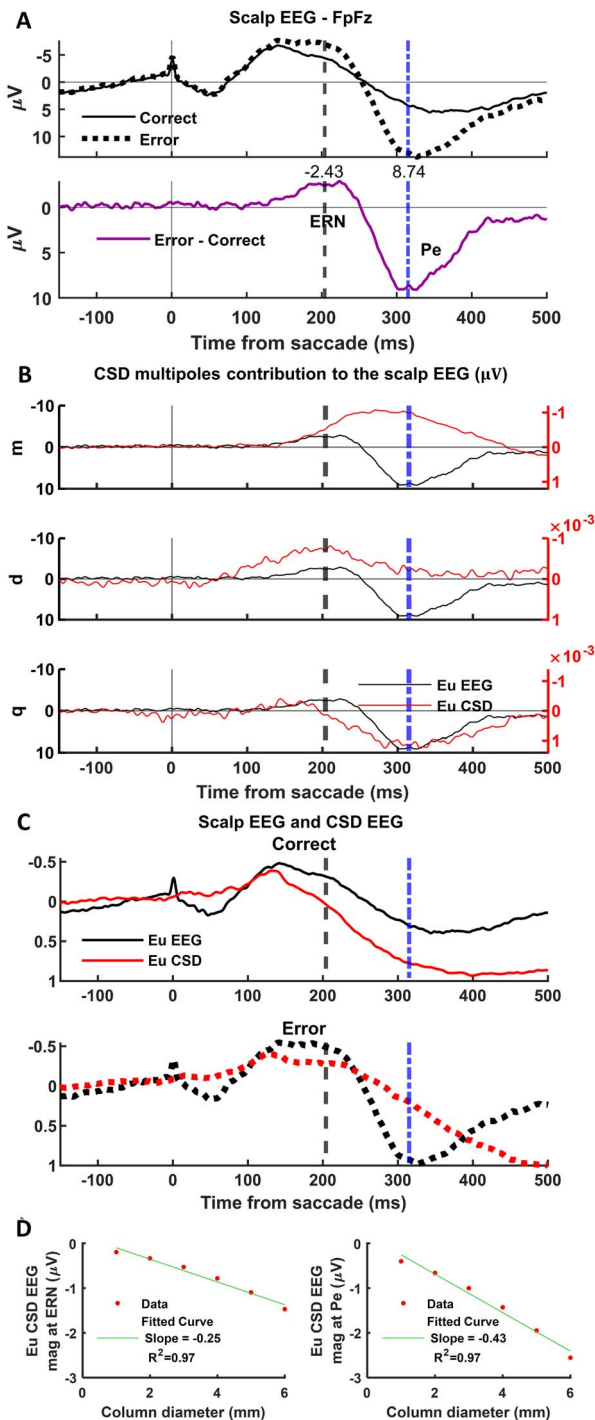 A
Scalp EEG - FpFz
-5
0
5
10
μV
Correct
Error
-2.43
8.74
0
5
10
μV
Error - Correct
ERN
Pe
-100 0 100 200 300 400 500
Time from saccade (ms)
B
CSD multipoles contribution to the scalp EEG (μV)
-10
0
10
m
-1
0
1
×10-3
-10
0
10
d
-1
0
1
×10-3
-10
0
10
q
Eu EEG
Eu CSD
-1
0
1
-100 0 100 200 300 400 500
Time from saccade (ms)
C
Scalp EEG and CSD EEG
Correct
-0.5
0
0.5
1
Eu EEG
Eu CSD
-100 0 100 200 300 400 500
Error
-0.5
0
0.5
1
-100 0 100 200 300 400 500
Time from saccade (ms)
D
Eu CSD EEG
mag at ERN (μV)
0
-1
-2
-3
Data
Fitted Curve
Slope = -0.25
R2=0.97
0 2 4 6
Column diameter (mm)
Eu CSD EEG
mag at Pe (μV)
0
-1
-2
-3
Data
Fitted Curve
Slope = -0.43
R2=0.97
0 2 4 6
Column diameter (mm)